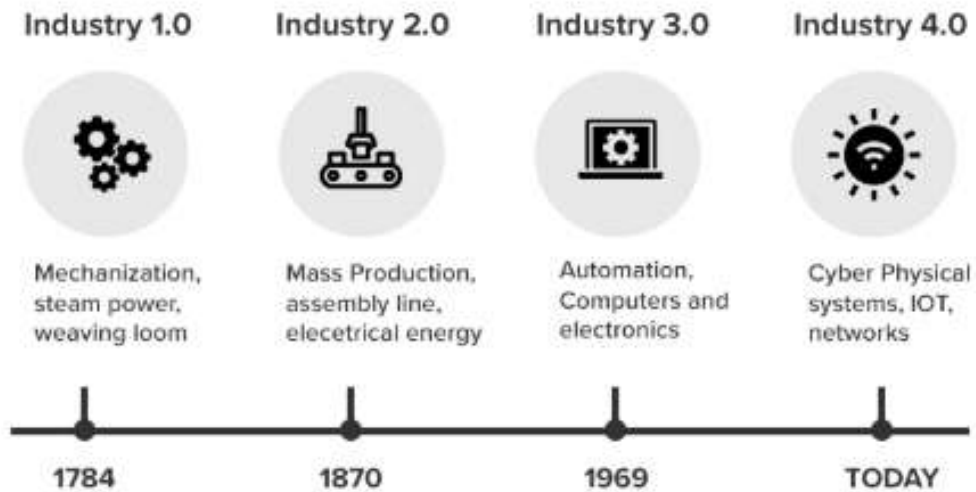 Industry 1.0
Industry 2.0
Industry 3.0
Industry 4.0
Mechanization,
steam power,
weaving loom
Mass Production,
assembly line,
elecetrical energy
Automation,
Computers and
electronics
Cyber Physical
systems, IOT,
networks
1784
1870
1969
TODAY